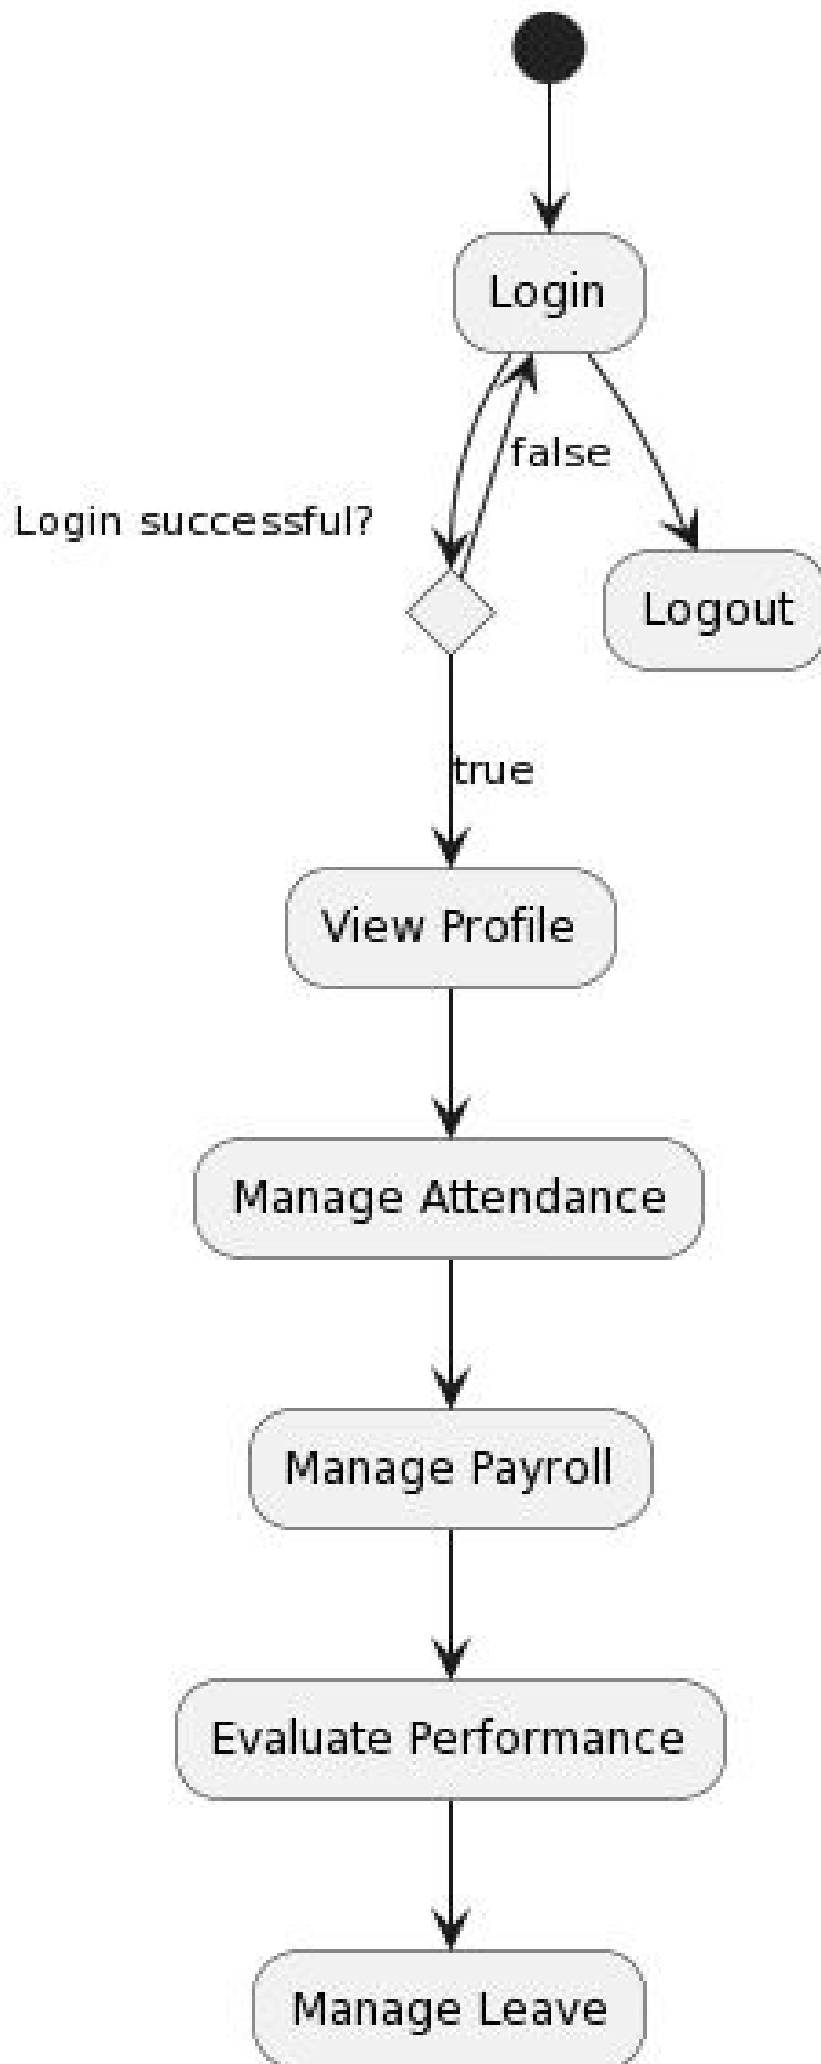 Login
false
Login successful?
Logout
true
View Profile
Manage Attendance
Manage Payroll
Evaluate Performance
Manage Leave